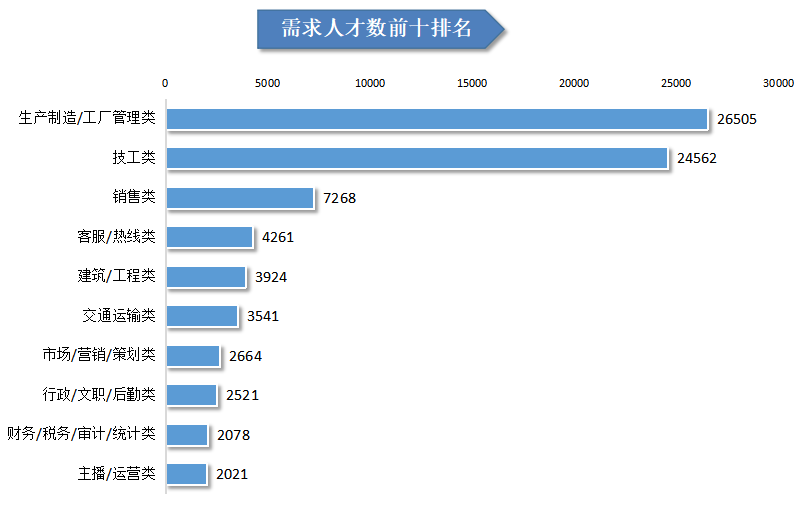 需求人才数前十排名
0 5000 10000 15000 20000 25000 30000
生产制造/工厂管理类 26505
技工类 24562
销售类 7268
客服/热线类 4261
建筑/工程类 3924
交通运输类 3541
市场/营销/策划类 2664
行政/文职/后勤类 2521
财务/税务/审计/统计类 2078
主播/运营类 2021